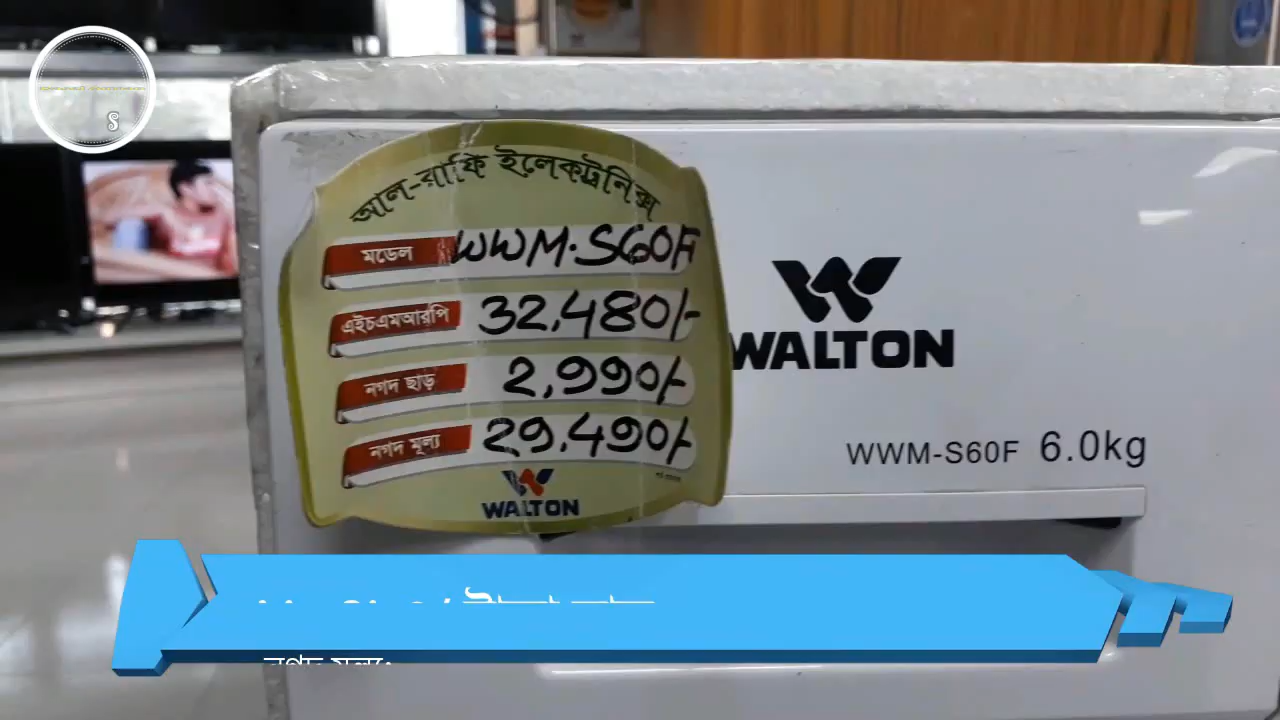 S
আল-রাফি ইলেকট্রনিক্স
মডেল WWM-S60F
এইচএমআরপি 32,480/-
নগদ ছাড় 2,990/-
নগদ মূল্য 29,490/-
WALTON
WALTON
WWM-S60F 6.0kg